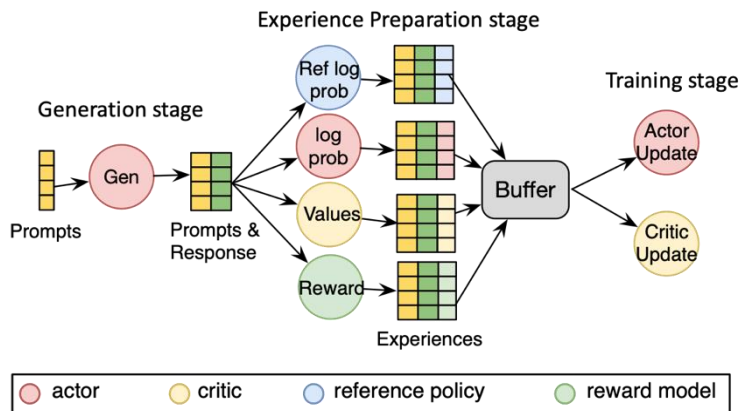 Experience Preparation stage
Generation stage
Training stage
Ref log
prob
log
prob
Values
Reward
Gen
Prompts
Prompts &
Response
Experiences
Buffer
Actor
Update
Critic
Update
actor
critic
reference policy
reward model